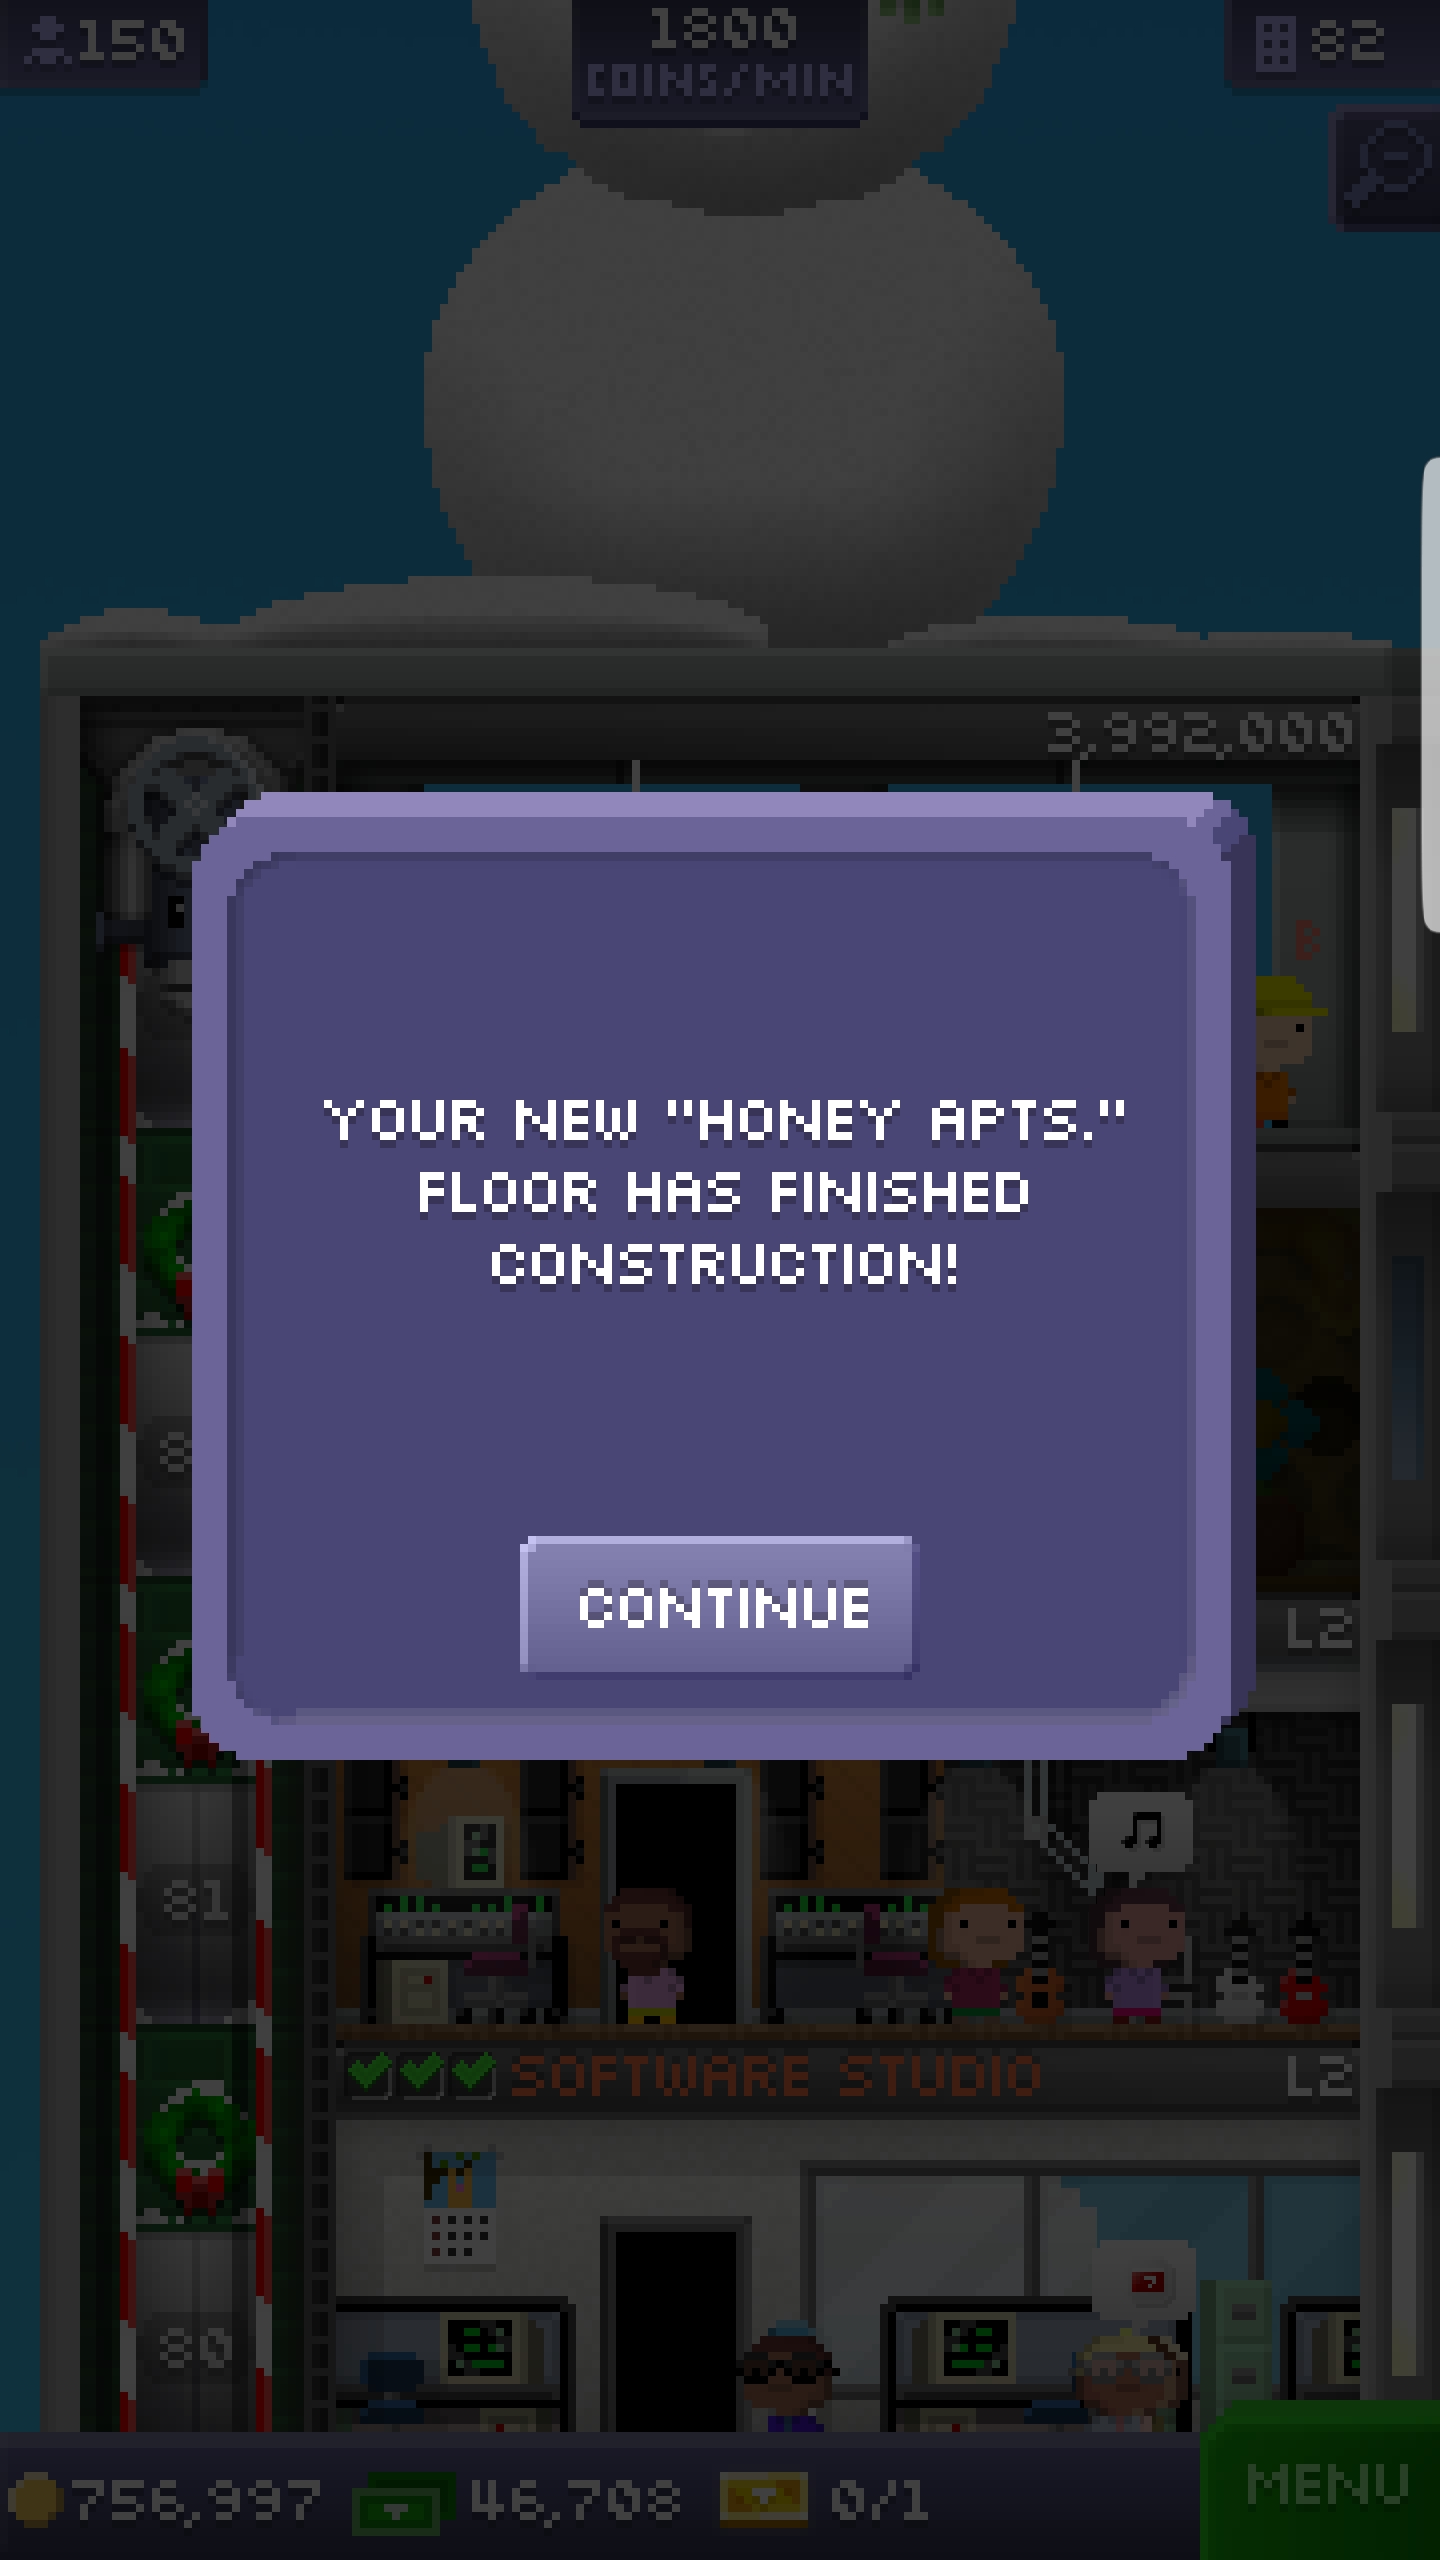 150
1800
COINS/MIN
82
3,992,000
B
YOUR NEW "HONEY APTS."
FLOOR HAS FINISHED
CONSTRUCTION!
CONTINUE
L2
81
SOFTWARE STUDIO
L2
80
756,997
46,708
0/1
MENU